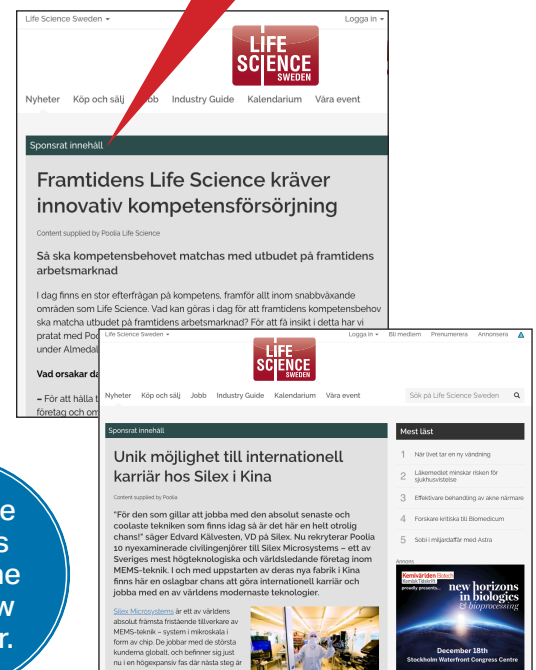 Life Science Sweden
Logga in
LIFE
SCIENCE
SWEDEN
Nyheter Köp och sälj Industry Guide Kalendarium Våra event
Sponsrat innehåll
Framtidens Life Science kräver
innovativ kompetensförsörjning
Content supplied by Poolia Life Science
Så ska kompetensbehovet matchas med utbudet på framtidens
arbetsmarknad
I dag finns en stor efterfrågan på kompetens, framför allt inom snabbväxande
områden som Life Science. Vad kan göras i dag för att framtidens kompetensbehov
ska matcha utbudet på framtidens arbetsmarknad? För att få insikt i detta har vi
pratat med
under
Vad orsakar
– För att hålla
företag och
Life Science Sweden
Logga in Bli medlem Prenumerera Annonsera
LIFE
SCIENCE
SWEDEN
Nyheter Köp och sälj Jobb Industry Guide Kalendarium Våra event
Sök på Life Science Sweden
Sponsrat innehåll
Unik möjlighet till internationell
karriär hos Silex i Kina
Content supplied by Poolia
"För den som gillar att jobba med den absolut senaste och
coolaste tekniken som finns idag så är det här en helt otrolig
chans!" säger Edvard Kälvesten, VD på Silex. Nu rekryterar Poolia
10 nyexaminerade civilingenjörer till Silex Microsystems – ett av
Sveriges mest högteknologiska och världsledande företag inom
MEMS-teknik. I och med uppstarten av deras nya fabrik i Kina
finns här en oslagbar chans att göra internationell karriär och
jobba med en av världens modernaste teknologier.
Silex Microsystems är ett av världens
absolut främsta fristående tillverkare av
MEMS-teknik – system i mikroskala i
form av chip. De jobbar med de största
kunderna globalt, och befinner sig just
nu i en högexpansiv fas där nästa steg är
Mest läst
1 När livet tar en ny vändning
2 Läkemedlet minskar risken för
sjukhusvistelse
3 Effektivare behandling av akne närmare
4 Forskare kritiska till Biomedicum
5 Sobi i miljardaffär med Astra
Annons
Kemivärlden Biotech
Kemisk Tidskrift
proudly presents...
new horizons
in biologics
& bioprocessing
December 18th
Stockholm Waterfront Congress Centre